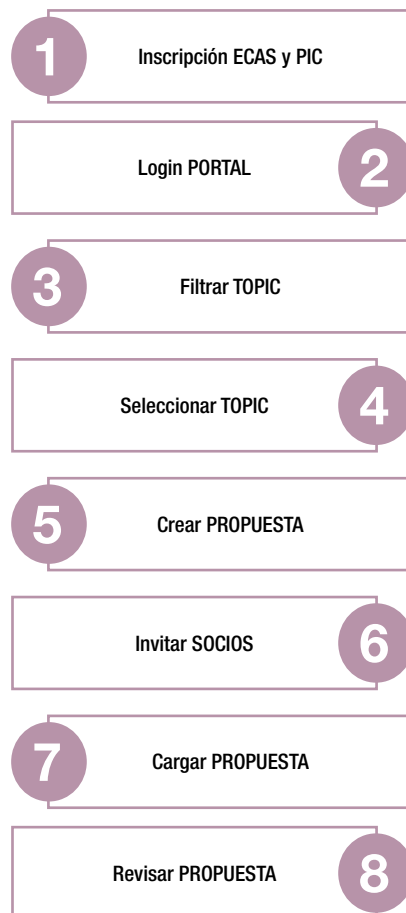 1 Inscripción ECAS y PIC
Login PORTAL 2
3 Filtrar TOPIC
Seleccionar TOPIC 4
5 Crear PROPUESTA
Invitar SOCIOS 6
7 Cargar PROPUESTA
Revisar PROPUESTA 8